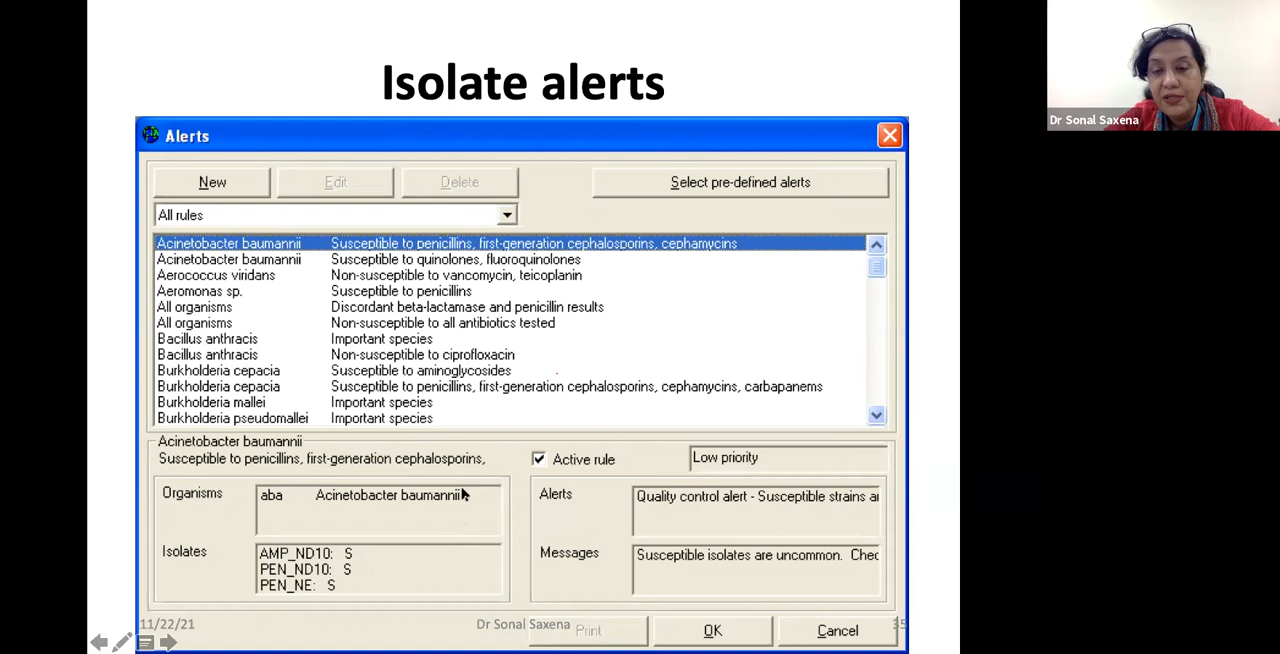 Isolate alerts
Alerts
New Edit Delete Select pre-defined alerts
All rules
Acinetobacter baumannii Susceptible to penicillins, first-generation cephalosporins, cephamycins
Acinetobacter baumannii Susceptible to quinolones, fluoroquinolones
Aerococcus viridans Non-susceptible to vancomycin, teicoplanin
Aeromonas sp. Susceptible to penicillins
All organisms Discordant beta-lactamase and penicillin results
All organisms Non-susceptible to all antibiotics tested
Bacillus anthracis Important species
Bacillus anthracis Non-susceptible to ciprofloxacin
Burkholderia cepacia Susceptible to aminoglycosides
Burkholderia cepacia Susceptible to penicillins, first-generation cephalosporins, cephamycins, carbapenems
Burkholderia mallei Important species
Burkholderia pseudomallei Important species
Acinetobacter baumannii
Susceptible to penicillins, first-generation cephalosporins, Active rule Low priority
Organisms aba Acinetobacter baumannii
Isolates AMP_ND10: S
PEN_ND10: S
PEN_NE: S
Alerts Quality control alert - Susceptible strains
Messages Susceptible isolates are uncommon.
11/22/21 Dr Sonal Saxena 35
Print OK Cancel
Dr Sonal Saxena